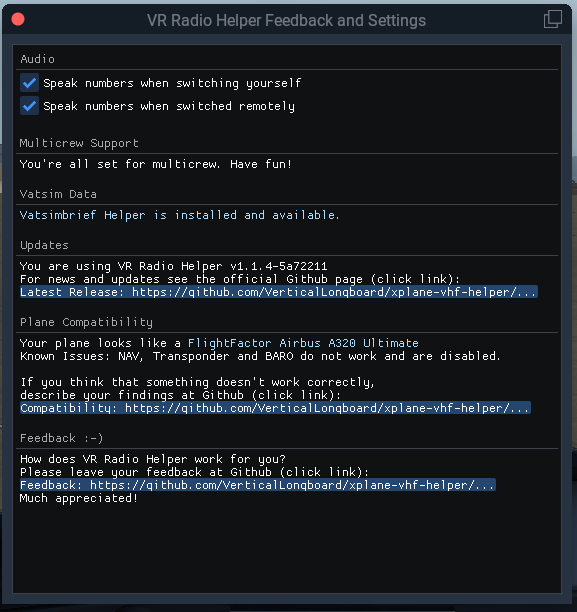 VR Radio Helper Feedback and Settings
Audio
Speak numbers when switching yourself
Speak numbers when switched remotely
Multicrew Support
You're all set for multicrew. Have fun!
Vatsim Data
Vatsimbrief Helper is installed and available.
Updates
You are using VR Radio Helper v1.1.4-5a72211
For news and updates see the official Github page (click link):
Latest Release: https://github.com/VerticalLongboard/xplane-vhf-helper/...
Plane Compatibility
Your plane looks like a FlightFactor Airbus A320 Ultimate
Known Issues: NAV, Transponder and BARO do not work and are disabled.
If you think that something doesn't work correctly,
describe your findings at Github (click link):
Compatibility: https://github.com/VerticalLongboard/xplane-vhf-helper/...
Feedback :-)
How does VR Radio Helper work for you?
Please leave your feedback at Github (click link):
Feedback: https://github.com/VerticalLongboard/xplane-vhf-helper/...
Much appreciated!